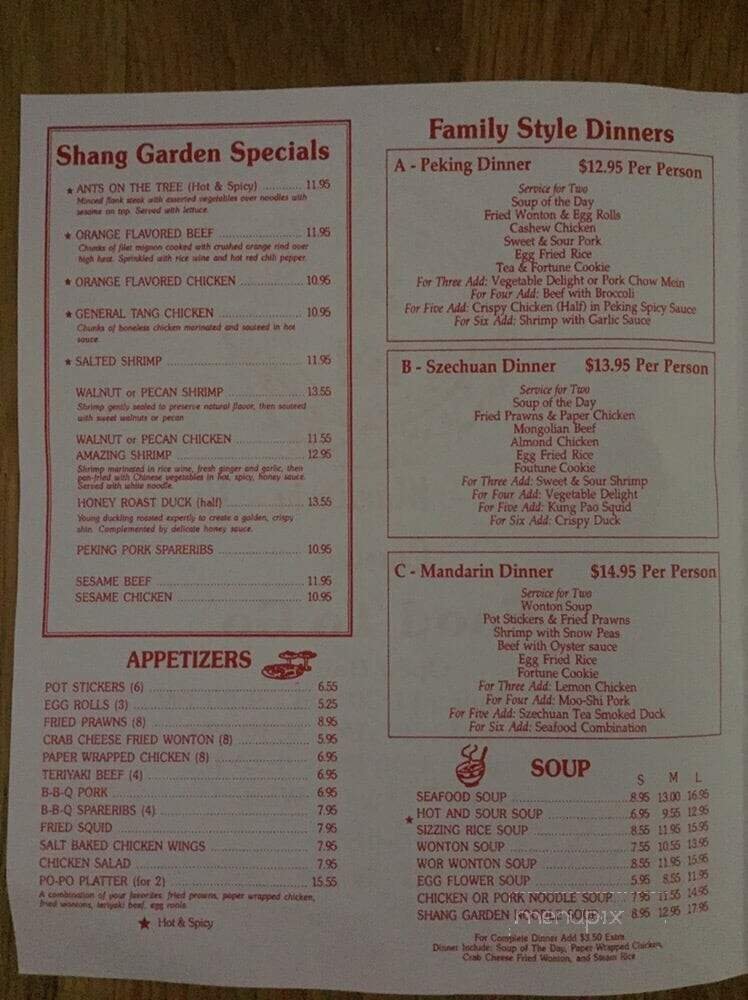 Shang Garden Specials
★ ANTS ON THE TREE (Hot & Spicy) ............ 11.95
Minced flank steak with asserted vegetables over noodles with
sesame on top. Served with lettuce.
★ ORANGE FLAVORED BEEF ............ 11.95
Chunks of filet mignon cooked with crushed orange rind over
high heat. Sprinkled with rice wine and hot red chili pepper.
★ ORANGE FLAVORED CHICKEN ............ 10.95
★ GENERAL TANG CHICKEN ............ 10.95
Chunks of boneless chicken marinated and sauteed in hot
sauce.
★ SALTED SHRIMP ............ 11.95
WALNUT or PECAN SHRIMP ............ 13.55
Shrimp gently sealed to preserve natural flavor, then sauteed
with sweet walnuts or pecan
WALNUT or PECAN CHICKEN ............ 11.55
AMAZING SHRIMP ............ 12.95
Shrimp marinated in rice wine, fresh ginger and garlic, then
pan-fried with Chinese vegetables in hot, spicy, honey sauce.
Served with white noodle.
HONEY ROAST DUCK (half) ............ 13.55
Young duckling roasted expertly to create a golden, crispy
skin. Complemented by delicate honey sauce.
PEKING PORK SPARERIBS ............ 10.95
SESAME BEEF ............ 11.95
SESAME CHICKEN ............ 10.95
APPETIZERS
POT STICKERS (6) ............ 6.55
EGG ROLLS (3) ............ 5.25
FRIED PRAWNS (8) ............ 8.95
CRAB CHEESE FRIED WONTON (8) ............ 5.95
PAPER WRAPPED CHICKEN (8) ............ 6.95
TERIYAKI BEEF (4) ............ 6.95
B-B-Q PORK ............ 6.95
B-B-Q SPARERIBS (4) ............ 7.95
FRIED SQUID ............ 7.95
SALT BAKED CHICKEN WINGS ............ 7.95
CHICKEN SALAD ............ 7.95
PO-PO PLATTER (for 2) ............ 15.55
A combination of your favorites: fried prawns, paper wrapped chicken,
fried wontons, teriyaki beef, egg rools.
★ Hot & Spicy
Family Style Dinners
A - Peking Dinner $12.95 Per Person
Service for Two
Soup of the Day
Fried Wonton & Egg Rolls
Cashew Chicken
Sweet & Sour Pork
Egg Fried Rice
Tea & Fortune Cookie
For Three Add: Vegetable Delight or Pork Chow Mein
For Four Add: Beef with Broccoli
For Five Add: Crispy Chicken (Half) in Peking Spicy Sauce
For Six Add: Shrimp with Garlic Sauce
B - Szechuan Dinner $13.95 Per Person
Service for Two
Soup of the Day
Fried Prawns & Paper Chicken
Mongolian Beef
Almond Chicken
Egg Fried Rice
Foutune Cookie
For Three Add: Sweet & Sour Shrimp
For Four Add: Vegetable Delight
For Five Add: Kung Pao Squid
For Six Add: Crispy Duck
C - Mandarin Dinner $14.95 Per Person
Service for Two
Wonton Soup
Pot Stickers & Fried Prawns
Shrimp with Snow Peas
Beef with Oyster sauce
Egg Fried Rice
Fortune Cookie
For Three Add: Lemon Chicken
For Four Add: Moo-Shi Pork
For Five Add: Szechuan Tea Smoked Duck
For Six Add: Seafood Combination
SOUP
S M L
SEAFOOD SOUP ............ 8.95 13.00 16.95
★ HOT AND SOUR SOUP ............ 6.95 9.55 12.95
SIZZING RICE SOUP ............ 8.55 11.95 15.95
WONTON SOUP ............ 7.55 10.55 13.95
WOR WONTON SOUP ............ 8.55 11.95 15.95
EGG FLOWER SOUP ............ 5.95 8.55 11.95
CHICKEN OR PORK NOODLE SOUP ... 7.95 11.55 14.95
SHANG GARDEN NOODLE SOUP ... 8.95 12.95 17.95
menupix
For Complete Dinner Add $3.50 Extra
Dinner Include: Soup of The Day, Paper Wrapped Chicken,
Crab Cheese Fried Wonton, and Steam Rice